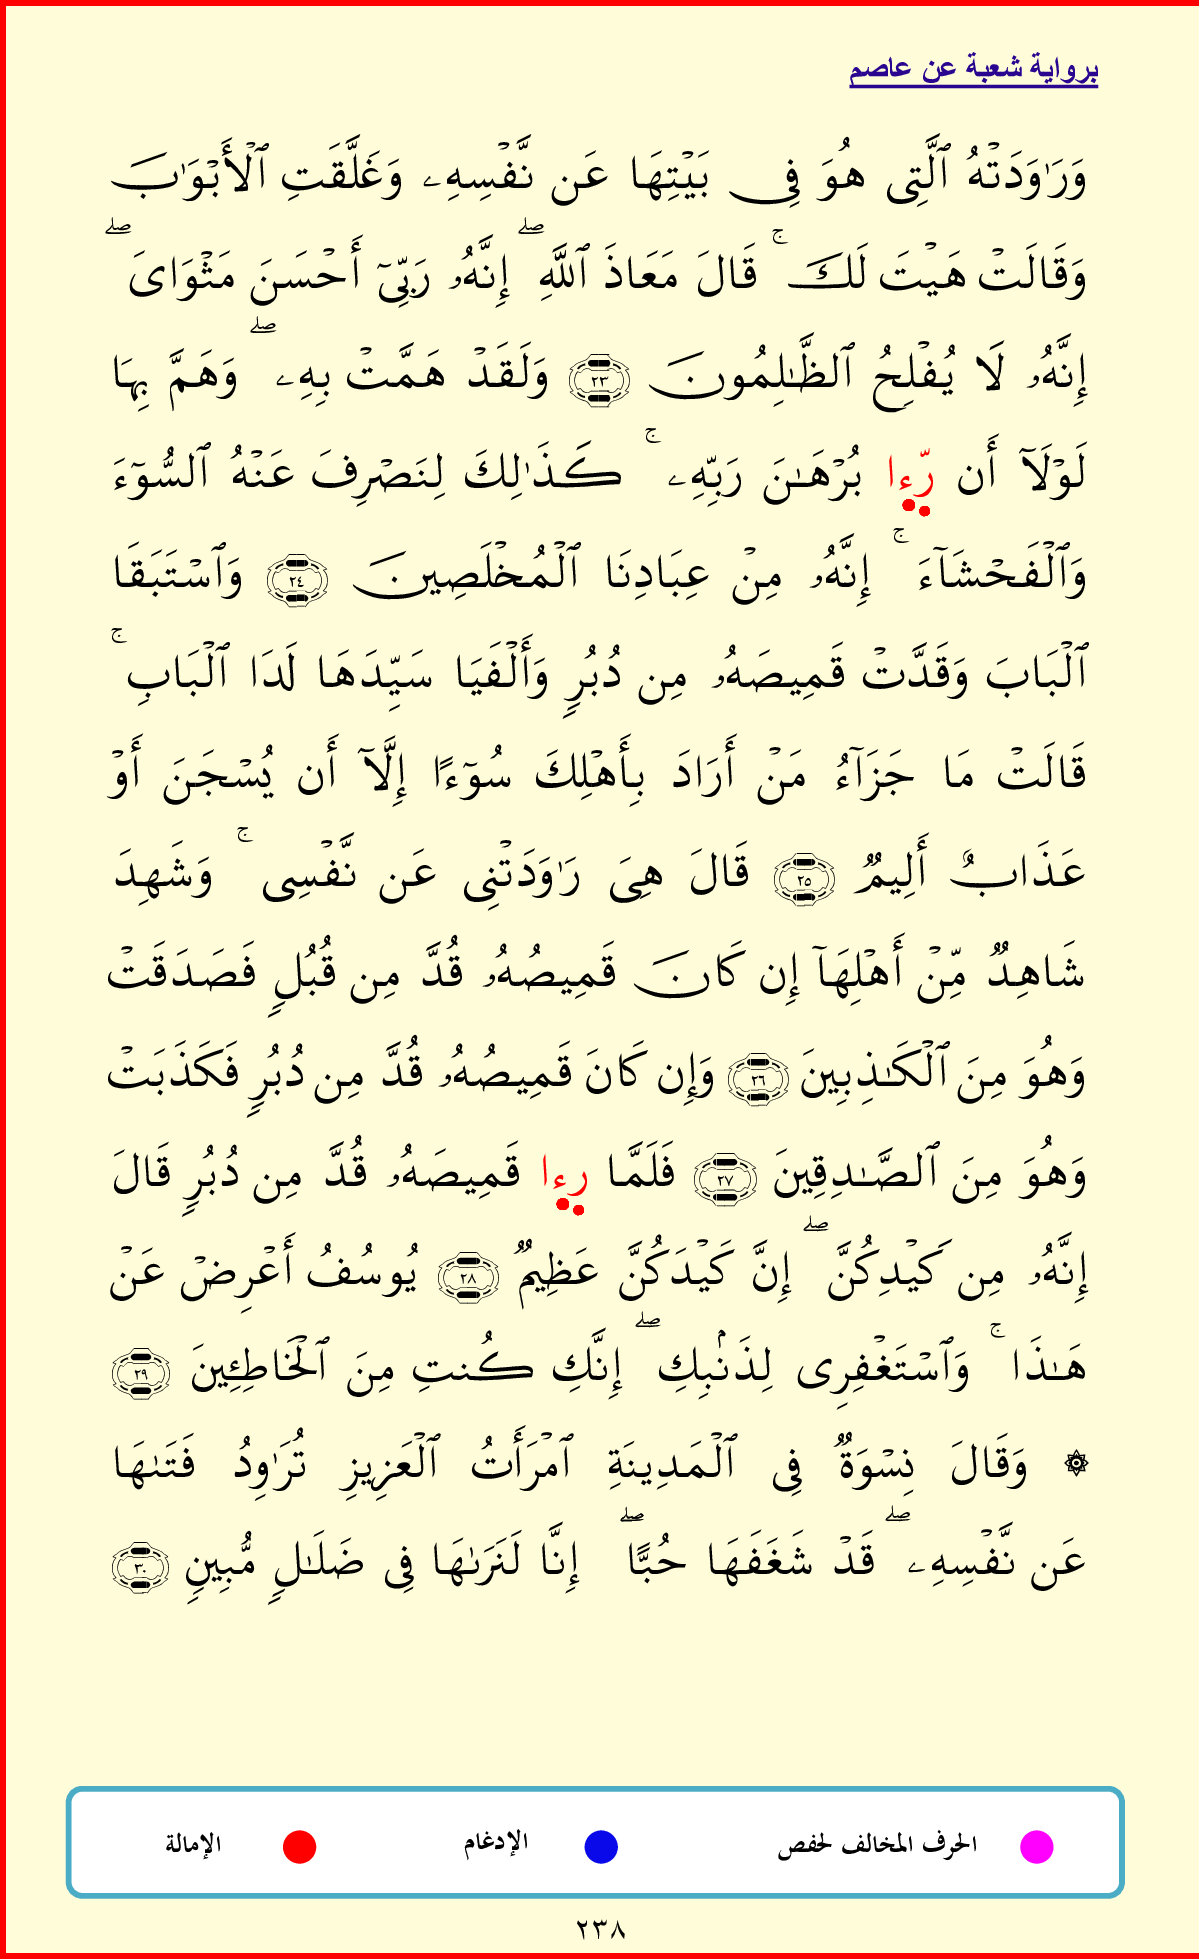 برواية شعبة عن عاصم
وَرَٰوَدَتْهُ ٱلَّتِى هُوَ فِى بَيْتِهَا عَن نَّفْسِهِۦ وَغَلَّقَتِ ٱلْأَبْوَٰبَ
وَقَالَتْ هَيْتَ لَكَ ۚ قَالَ مَعَاذَ ٱللَّهِ ۖ إِنَّهُۥ رَبِّىٓ أَحْسَنَ مَثْوَاىَ ۖ
إِنَّهُۥ لَا يُفْلِحُ ٱلظَّـٰلِمُونَ ٢٣ وَلَقَدْ هَمَّتْ بِهِۦ ۖ وَهَمَّ بِهَا
لَوْلَآ أَن رِّءا بُرْهَـٰنَ رَبِّهِۦ ۚ كَذَٰلِكَ لِنَصْرِفَ عَنْهُ ٱلسُّوٓءَ
وَٱلْفَحْشَآءَ ۚ إِنَّهُۥ مِنْ عِبَادِنَا ٱلْمُخْلَصِينَ ٢٤ وَٱسْتَبَقَا
ٱلْبَابَ وَقَدَّتْ قَمِيصَهُۥ مِن دُبُرٍ وَأَلْفَيَا سَيِّدَهَا لَدَا ٱلْبَابِ ۚ
قَالَتْ مَا جَزَآءُ مَنْ أَرَادَ بِأَهْلِكَ سُوٓءًا إِلَّآ أَن يُسْجَنَ أَوْ
عَذَابٌ أَلِيمٌ ٢٥ قَالَ هِىَ رَٰوَدَتْنِى عَن نَّفْسِى ۚ وَشَهِدَ
شَاهِدٌ مِّنْ أَهْلِهَآ إِن كَانَ قَمِيصُهُۥ قُدَّ مِن قُبُلٍ فَصَدَقَتْ
وَهُوَ مِنَ ٱلْكَـٰذِبِينَ ٢٦ وَإِن كَانَ قَمِيصُهُۥ قُدَّ مِن دُبُرٍ فَكَذَبَتْ
وَهُوَ مِنَ ٱلصَّـٰدِقِينَ ٢٧ فَلَمَّا رِءا قَمِيصَهُۥ قُدَّ مِن دُبُرٍ قَالَ
إِنَّهُۥ مِن كَيْدِكُنَّ ۖ إِنَّ كَيْدَكُنَّ عَظِيمٌ ٢٨ يُوسُفُ أَعْرِضْ عَنْ
هَـٰذَا ۚ وَٱسْتَغْفِرِى لِذَنۢبِكِ ۖ إِنَّكِ كُنتِ مِنَ ٱلْخَاطِـِٔينَ ٢٩
۞ وَقَالَ نِسْوَةٌ فِى ٱلْمَدِينَةِ ٱمْرَأَتُ ٱلْعَزِيزِ تُرَٰوِدُ فَتَىٰهَا
عَن نَّفْسِهِۦ ۖ قَدْ شَغَفَهَا حُبًّا ۖ إِنَّا لَنَرَىٰهَا فِى ضَلَـٰلٍ مُّبِينٍ ٣٠
الحرف المخالف لحفص الإدغام الإمالة
٢٣٨